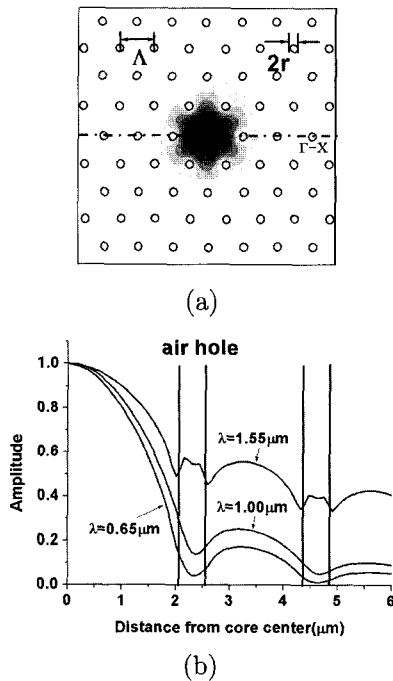 Λ
2r
Γ-X
(a)
air hole
1.0
0.8
0.6
0.4
0.2
0.0
Amplitude
λ=1.55μm
λ=1.00μm
λ=0.65μm
0 1 2 3 4 5 6
Distance from core center(μm)
(b)